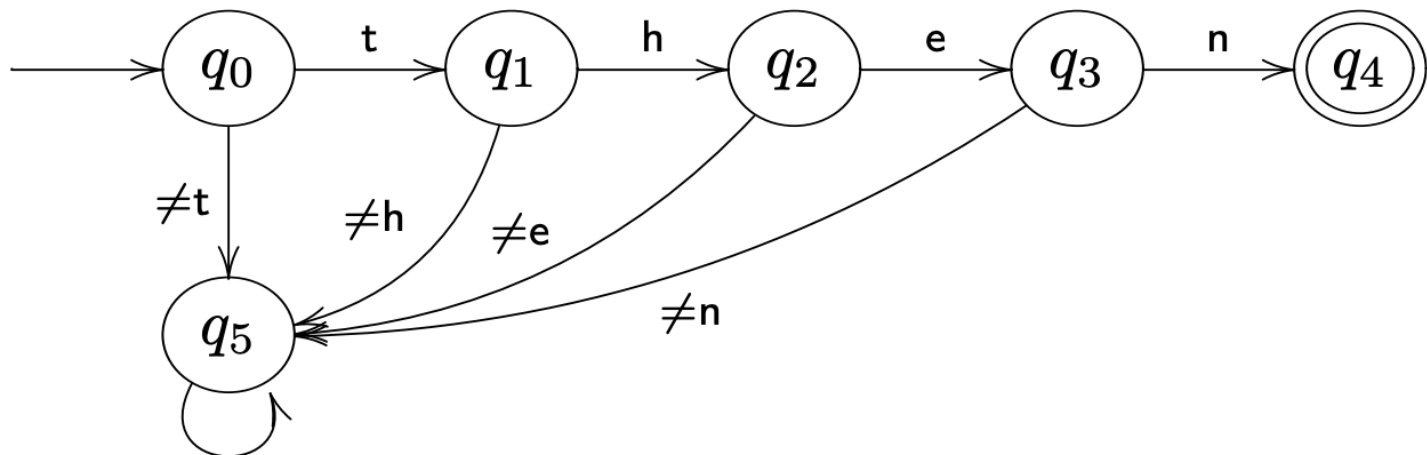 t h e n
q₀ q₁ q₂ q₃ q₄
≠t ≠h ≠e
≠n
q₅